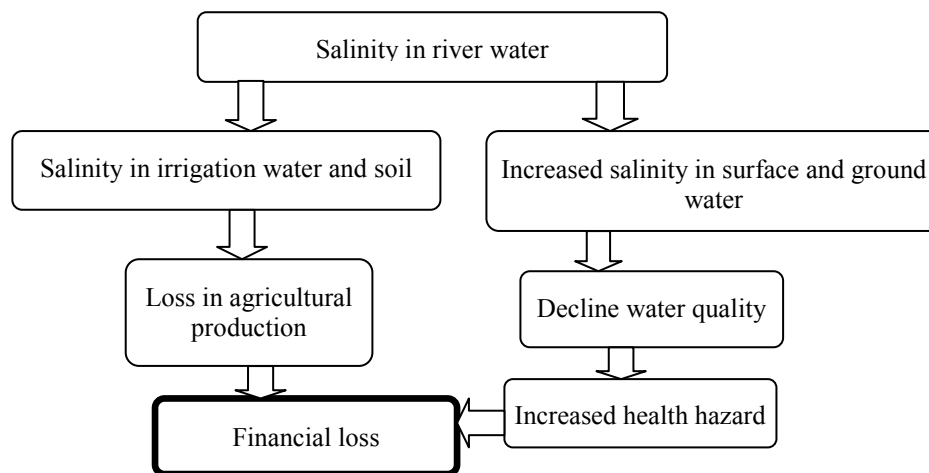 Salinity in river water
Salinity in irrigation water and soil
Increased salinity in surface and ground
water
Loss in agricultural
production
Decline water quality
Increased health hazard
Financial loss